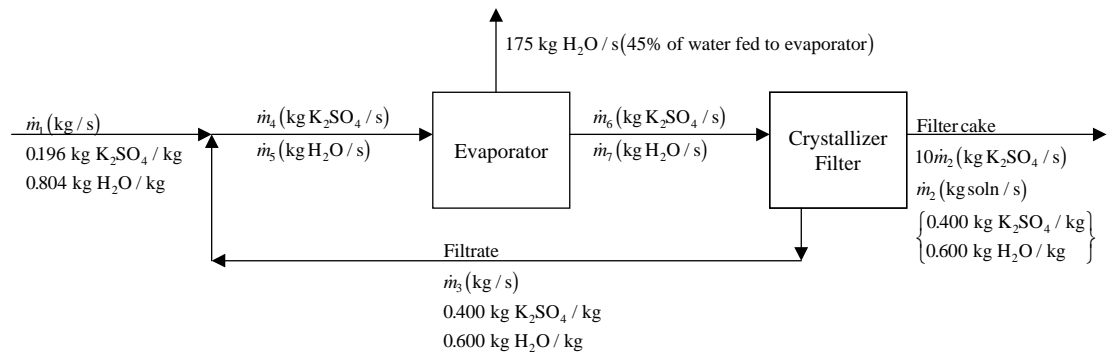 175 kg H₂O / s (45% of water fed to evaporator)
ṁ₁ (kg / s)
0.196 kg K₂SO₄ / kg
0.804 kg H₂O / kg
ṁ₄ (kg K₂SO₄ / s)
ṁ₅ (kg H₂O / s)
Evaporator
ṁ₆ (kg K₂SO₄ / s)
ṁ₇ (kg H₂O / s)
Crystallizer
Filter
Filter cake
10ṁ₂ (kg K₂SO₄ / s)
ṁ₂ (kg soln / s)
{0.400 kg K₂SO₄ / kg}
{0.600 kg H₂O / kg}
Filtrate
ṁ₃ (kg / s)
0.400 kg K₂SO₄ / kg
0.600 kg H₂O / kg